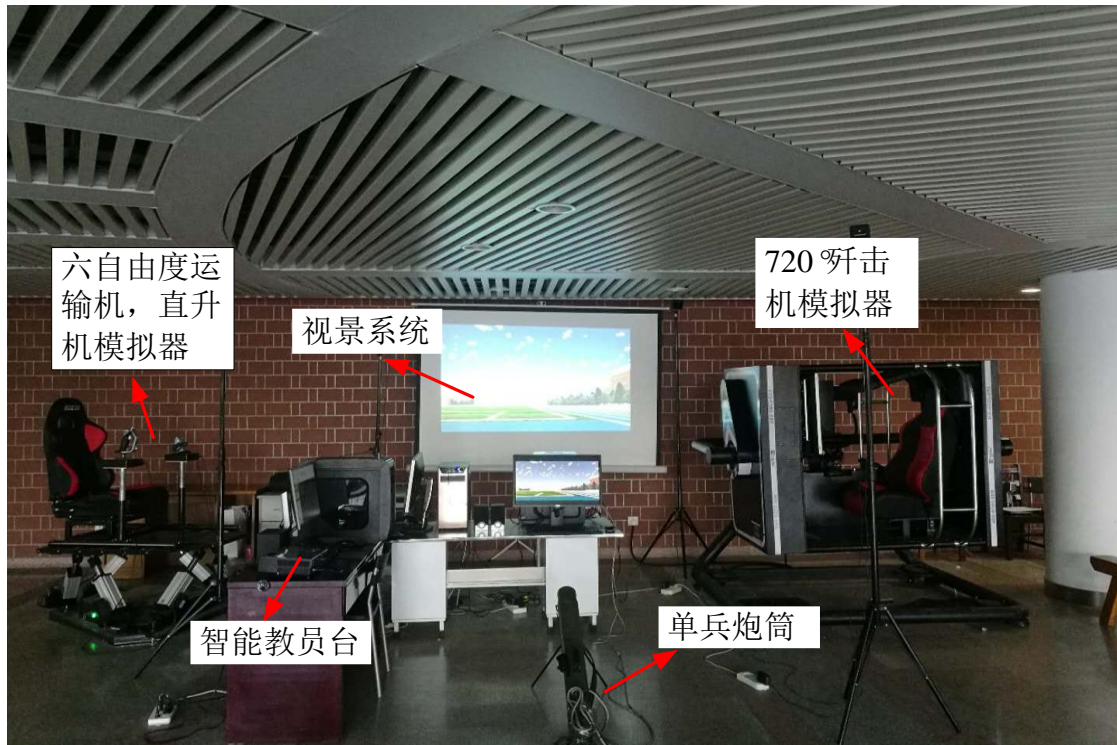 六自由度运
输机，直升
机模拟器
视景系统
720°歼击
机模拟器
智能教员台
单兵炮筒